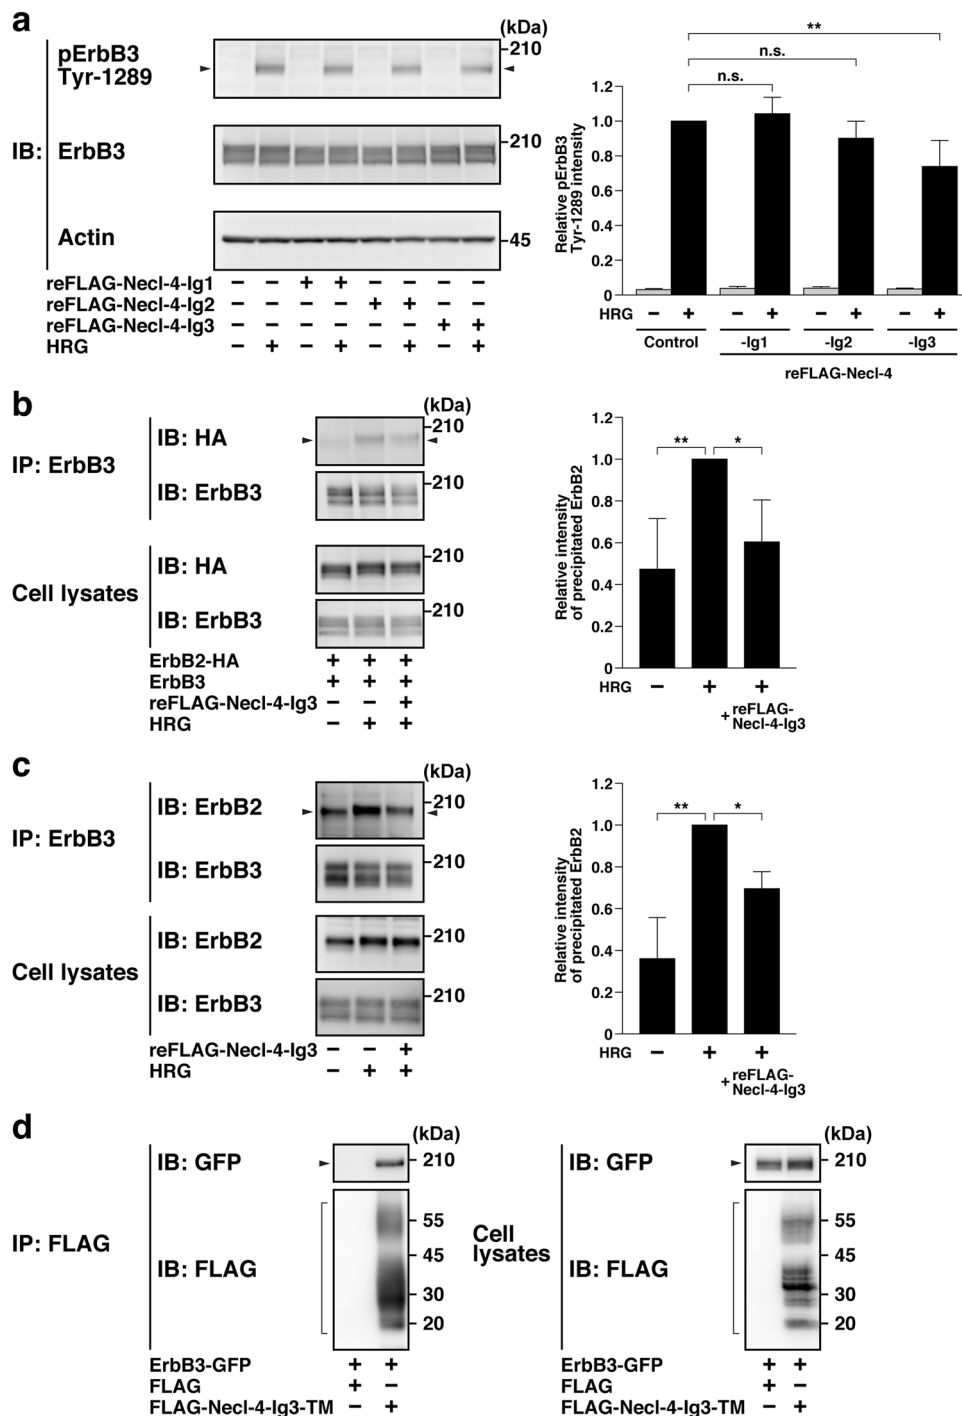 a
(kDa)
pErbB3
Tyr-1289
210
IB:
ErbB3
210
Actin
45
reFLAG-Necl-4-Ig1 − − + + − − − −
reFLAG-Necl-4-Ig2 − − − − + + − −
reFLAG-Necl-4-Ig3 − − − − − − + +
HRG − + − + − + − +
**
n.s.
n.s.
Relative pErbB3
Tyr-1289 intensity
1.2
1.0
0.8
0.6
0.4
0.2
0
HRG − + − + − + − +
Control -Ig1 -Ig2 -Ig3
reFLAG-Necl-4
b
(kDa)
IP: ErbB3
IB: HA
210
IB: ErbB3
210
Cell lysates
IB: HA
210
IB: ErbB3
210
ErbB2-HA + + +
ErbB3 + + +
reFLAG-Necl-4-Ig3 − − +
HRG − + +
Relative intensity
of precipitated ErbB2
1.2
1.0
0.8
0.6
0.4
0.2
0
** *
HRG − + +
+ reFLAG-
Necl-4-Ig3
c
(kDa)
IP: ErbB3
IB: ErbB2
210
IB: ErbB3
210
Cell lysates
IB: ErbB2
210
IB: ErbB3
210
reFLAG-Necl-4-Ig3 − − +
HRG − + +
Relative intensity
of precipitated ErbB2
1.2
1.0
0.8
0.6
0.4
0.2
0
** *
HRG − + +
+ reFLAG-
Necl-4-Ig3
d
(kDa)
IP: FLAG
IB: GFP
210
IB: FLAG
55
45
30
20
ErbB3-GFP + +
FLAG + −
FLAG-Necl-4-Ig3-TM − +
(kDa)
Cell
lysates
IB: GFP
210
IB: FLAG
55
45
30
20
ErbB3-GFP + +
FLAG + −
FLAG-Necl-4-Ig3-TM − +